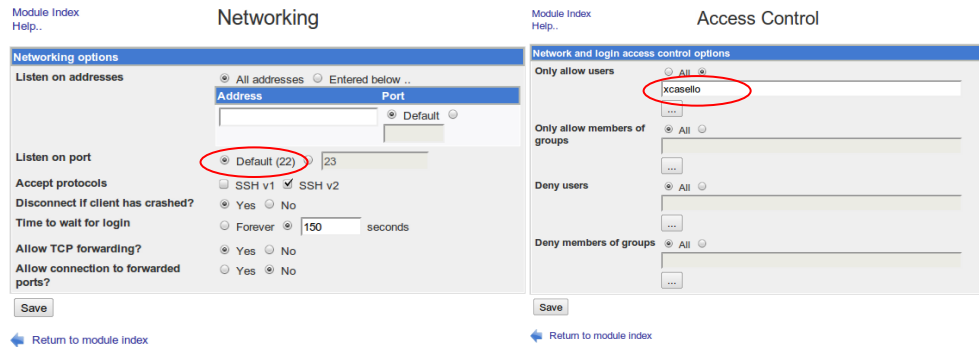 Module Index
Help..
Networking
Networking options
Listen on addresses
All addresses Entered below ..
Address Port
Default
Listen on port
Default (22) 23
Accept protocols
SSH v1 SSH v2
Disconnect if client has crashed?
Yes No
Time to wait for login
Forever 150 seconds
Allow TCP forwarding?
Yes No
Allow connection to forwarded
ports?
Yes No
Save
Return to module index
Module Index
Help..
Access Control
Network and login access control options
Only allow users
All
xcasello
...
Only allow members of
groups
All
...
Deny users
All
...
Deny members of groups
All
...
Save
Return to module index